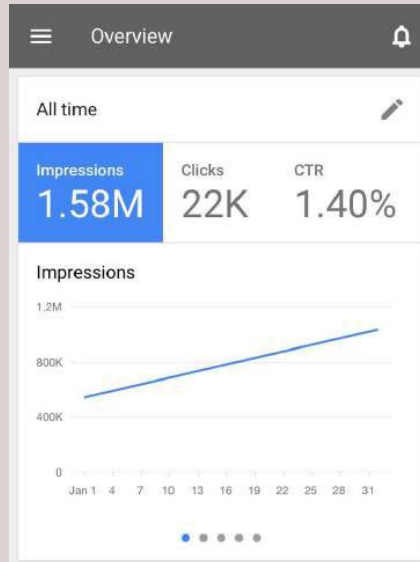 Overview
All time
Impressions Clicks CTR
1.58M 22K 1.40%
Impressions
1.2M
800K
400K
0
Jan 1 4 7 10 13 16 19 22 25 28 31